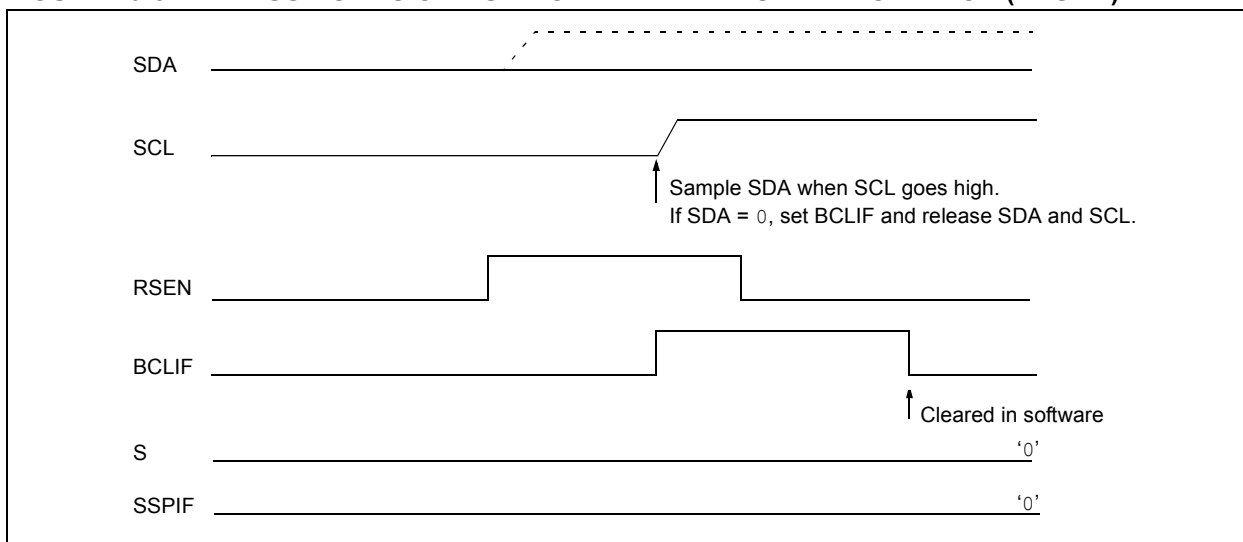 SDA
SCL
Sample SDA when SCL goes high.
If SDA = 0, set BCLIF and release SDA and SCL.
RSEN
BCLIF
Cleared in software
S ‘0’
SSPIF ‘0’